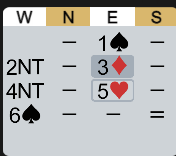 W N E S
– 1♠ –
2NT – 3♦ –
4NT – 5♥ –
6♠ – – =